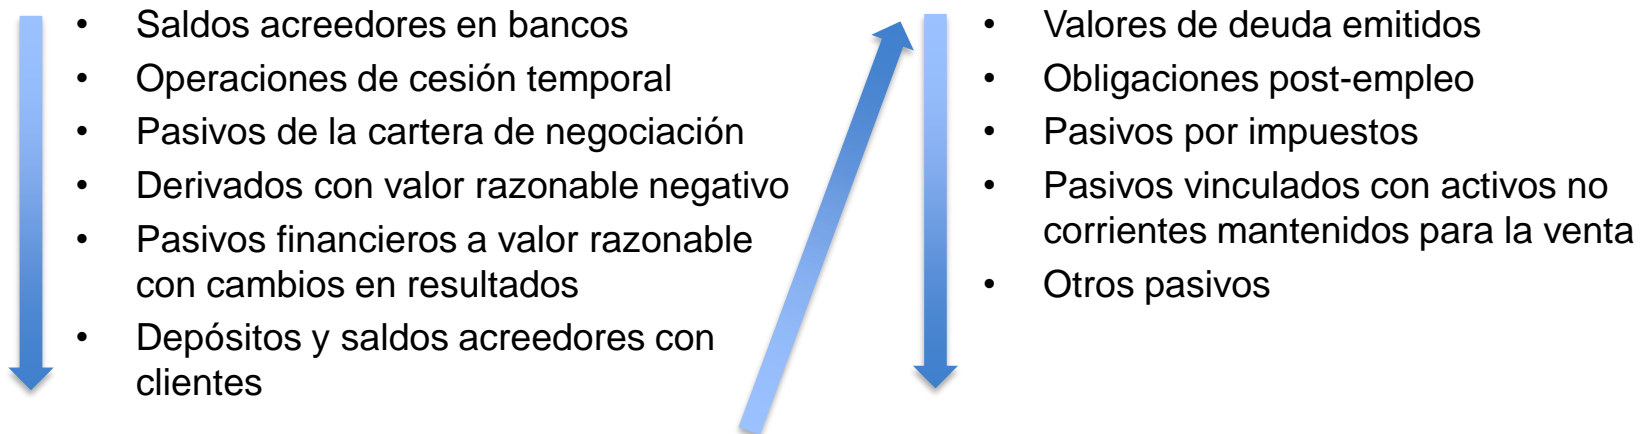 • Saldos acreedores en bancos
• Operaciones de cesión temporal
• Pasivos de la cartera de negociación
• Derivados con valor razonable negativo
• Pasivos financieros a valor razonable
con cambios en resultados
• Depósitos y saldos acreedores con
clientes
• Valores de deuda emitidos
• Obligaciones post-empleo
• Pasivos por impuestos
• Pasivos vinculados con activos no
corrientes mantenidos para la venta
• Otros pasivos